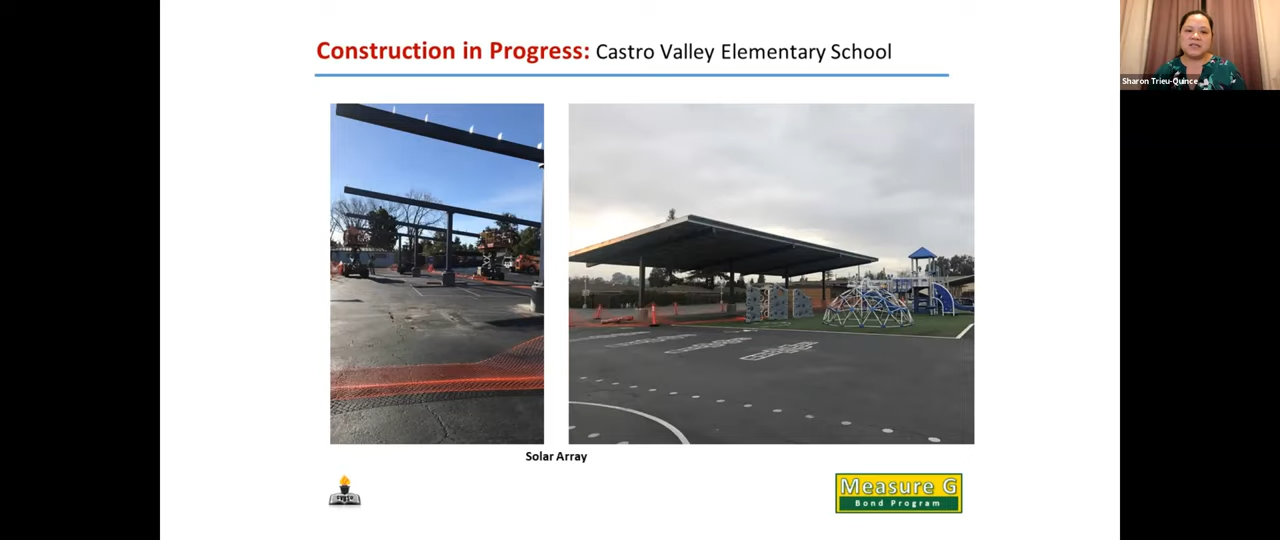 Construction in Progress: Castro Valley Elementary School
Sharon Trieu-Quince
Solar Array
Measure G
Bond Program